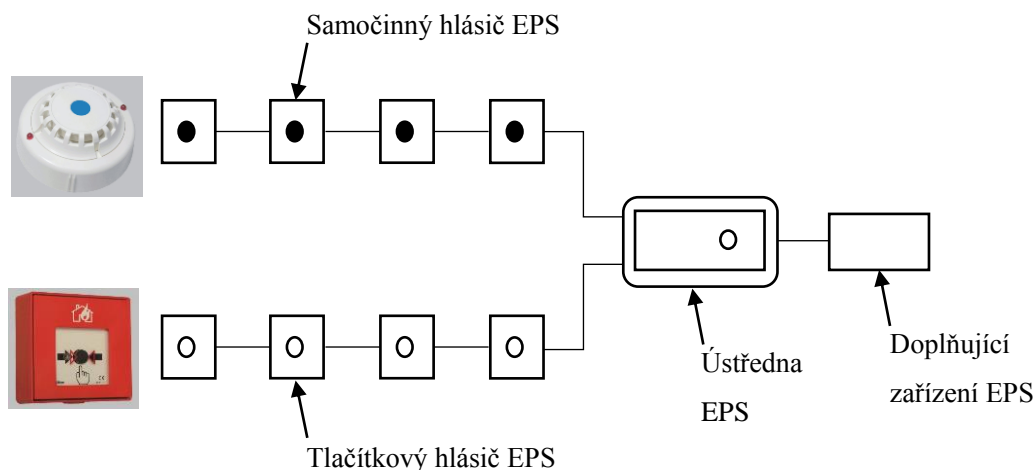 Samočinný hlásič EPS
Ústředna
EPS
Doplňující
zařízení EPS
Tlačítkový hlásič EPS